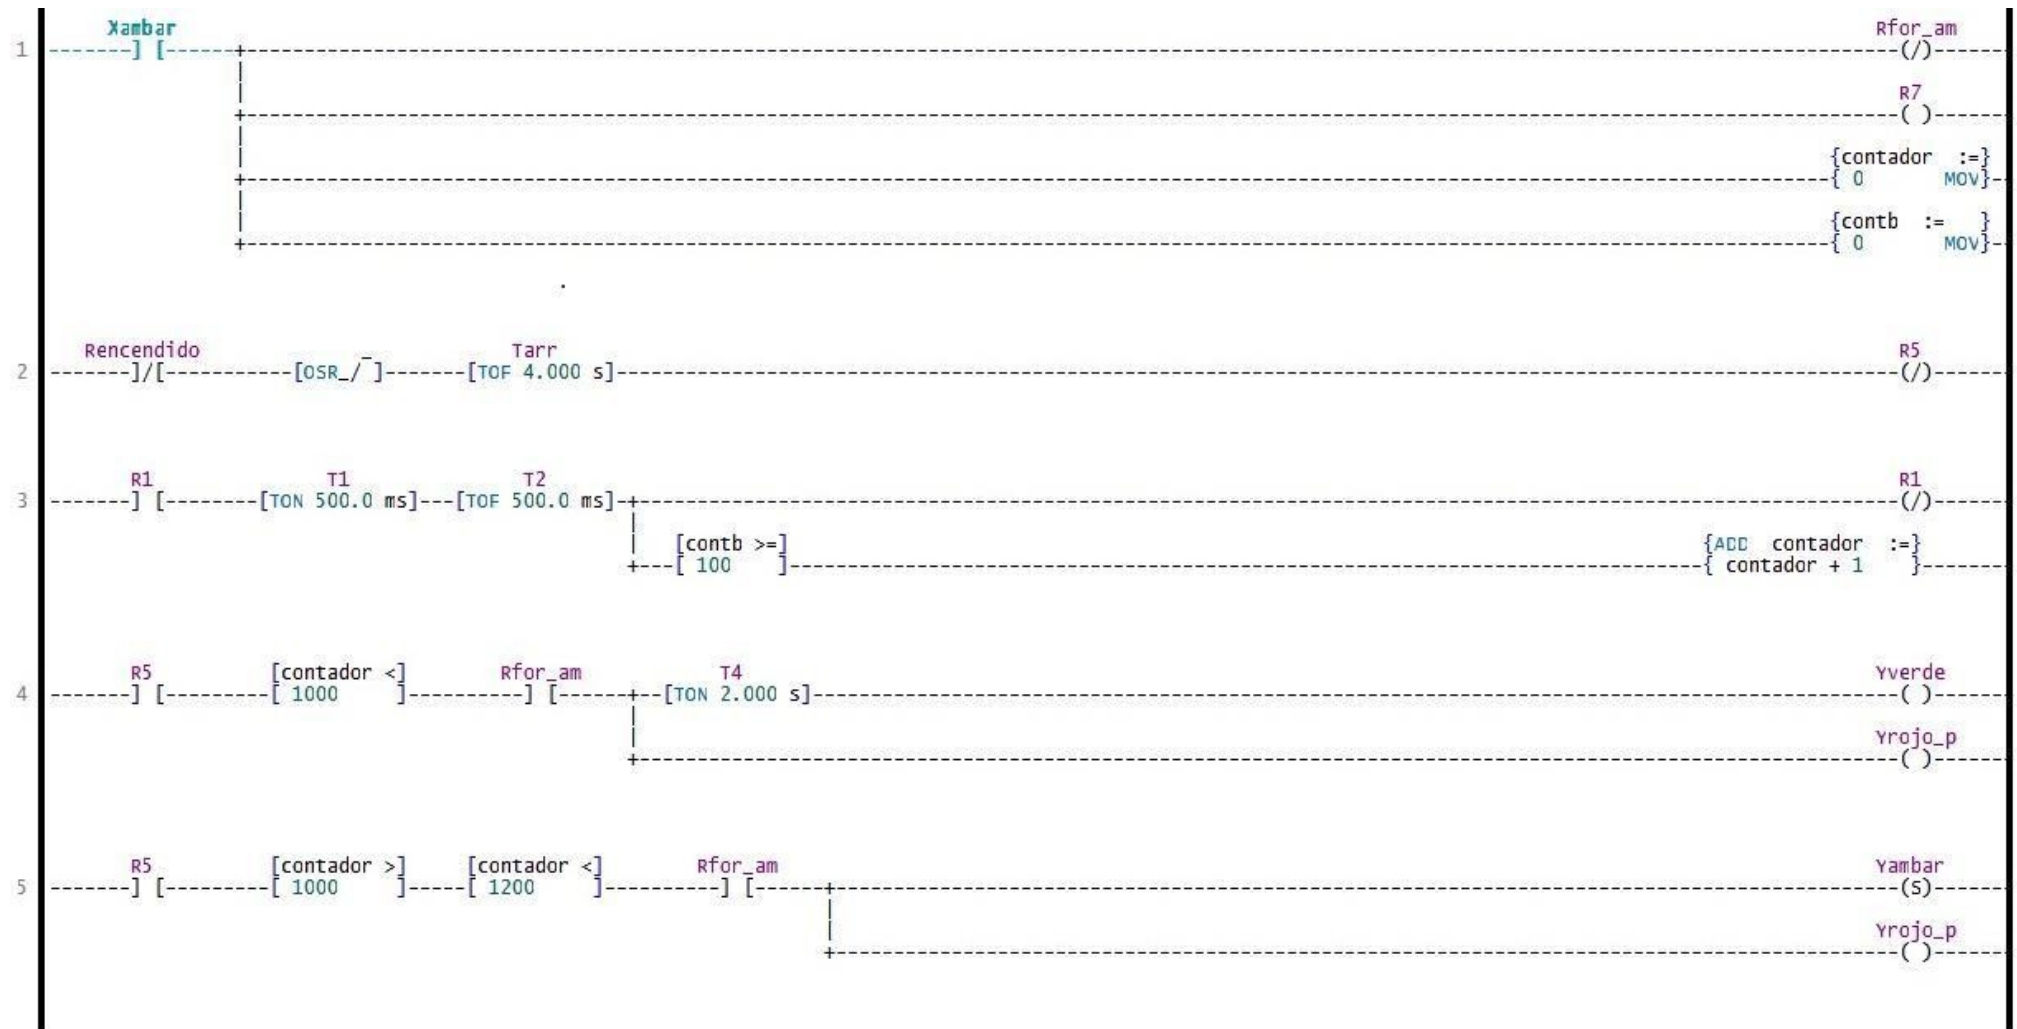 Xambar Rfor_am
1 ] [ (/)
R7
( )
{contador :=}
{ 0 MOV}
{contb := }
{ 0 MOV}
Rencendido Tarr R5
2 ]/[ [OSR_/‾] [TOF 4.000 s] (/)
R1 T1 T2 R1
3 ] [ [TON 500.0 ms] [TOF 500.0 ms] (/)
[contb >=] {ADD contador :=}
[ 100 ] { contador + 1 }
R5 [contador <] Rfor_am T4 Yverde
4 ] [ [ 1000 ] ] [ [TON 2.000 s] ( )
Yrojo_p
( )
R5 [contador >] [contador <] Rfor_am Yambar
5 ] [ [ 1000 ] [ 1200 ] ] [ (S)
Yrojo_p
( )